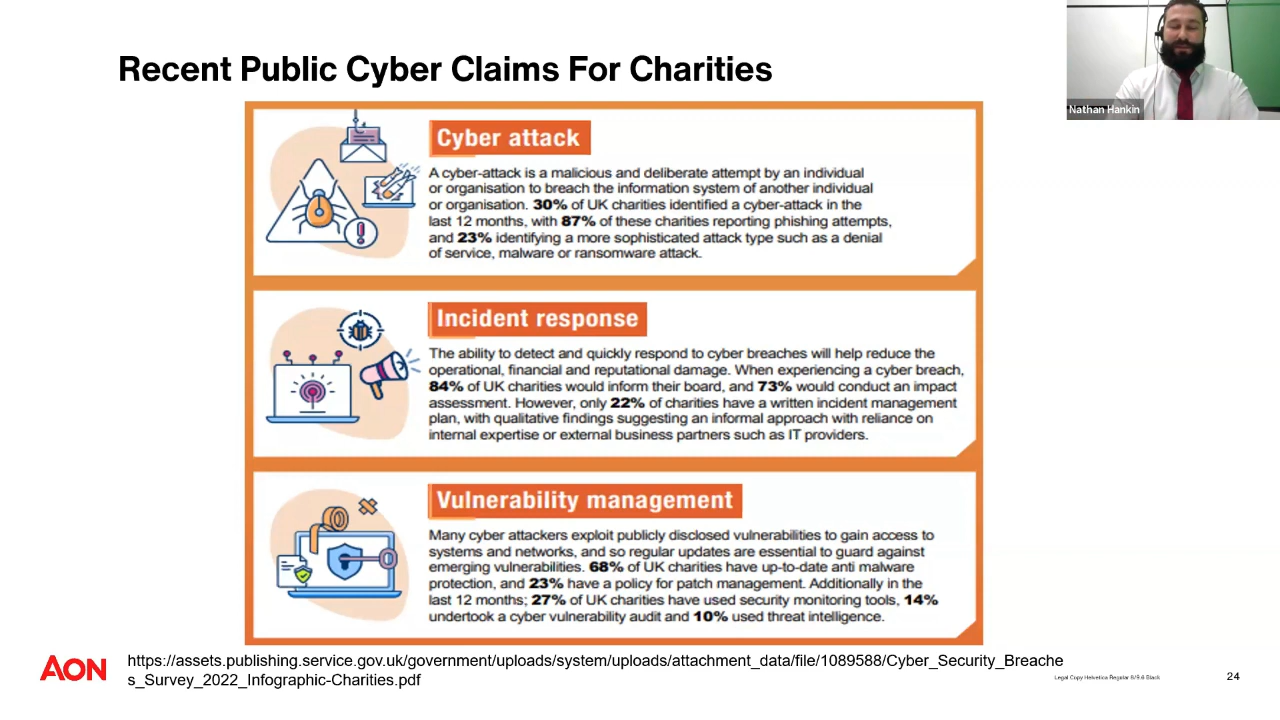 Recent Public Cyber Claims For Charities
Nathan Hankin
Cyber attack
A cyber-attack is a malicious and deliberate attempt by an individual
or organisation to breach the information system of another individual
or organisation. 30% of UK charities identified a cyber-attack in the
last 12 months, with 87% of these charities reporting phishing attempts,
and 23% identifying a more sophisticated attack type such as a denial
of service, malware or ransomware attack.
Incident response
The ability to detect and quickly respond to cyber breaches will help reduce the
operational, financial and reputational damage. When experiencing a cyber breach,
84% of UK charities would inform their board, and 73% would conduct an impact
assessment. However, only 22% of charities have a written incident management
plan, with qualitative findings suggesting an informal approach with reliance on
internal expertise or external business partners such as IT providers.
Vulnerability management
Many cyber attackers exploit publicly disclosed vulnerabilities to gain access to
systems and networks, and so regular updates are essential to guard against
emerging vulnerabilities. 68% of UK charities have up-to-date anti malware
protection, and 23% have a policy for patch management. Additionally in the
last 12 months; 27% of UK charities have used security monitoring tools, 14%
undertook a cyber vulnerability audit and 10% used threat intelligence.
AON
https://assets.publishing.service.gov.uk/government/uploads/system/uploads/attachment_data/file/1089588/Cyber_Security_Breache
s_Survey_2022_Infographic-Charities.pdf
Legal Copy Helvetica Regular 8/9.6 Black
24